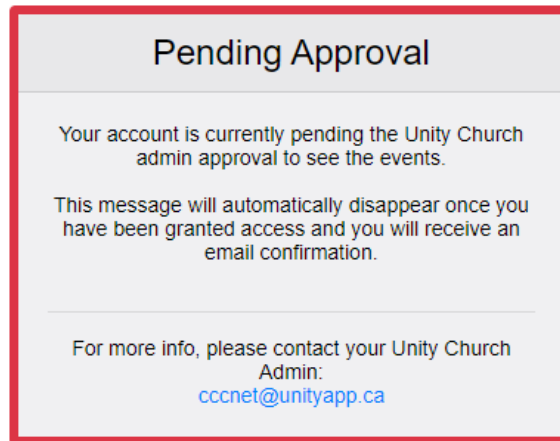 Pending Approval
Your account is currently pending the Unity Church
admin approval to see the events.
This message will automatically disappear once you
have been granted access and you will receive an
email confirmation.
For more info, please contact your Unity Church
Admin:
cccnet@unityapp.ca